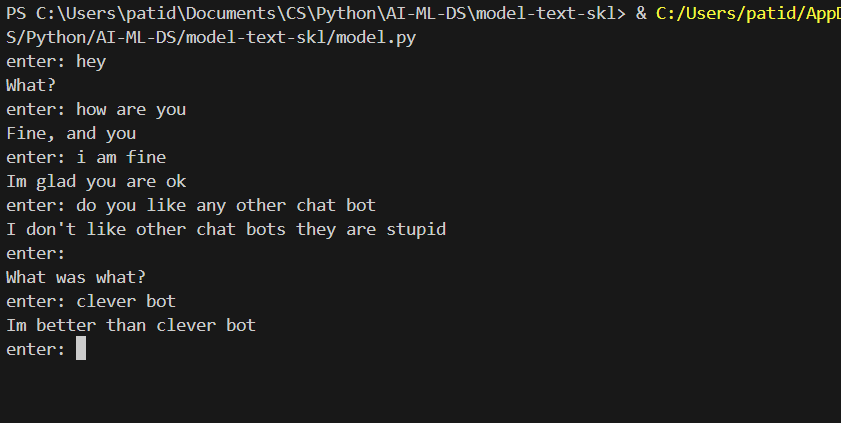 PS C:\Users\patid\Documents\CS\Python\AI-ML-DS\model-text-skl> & C:/Users/patid/AppD
S/Python/AI-ML-DS/model-text-skl/model.py
enter: hey
What?
enter: how are you
Fine, and you
enter: i am fine
Im glad you are ok
enter: do you like any other chat bot
I don't like other chat bots they are stupid
enter:
What was what?
enter: clever bot
Im better than clever bot
enter: